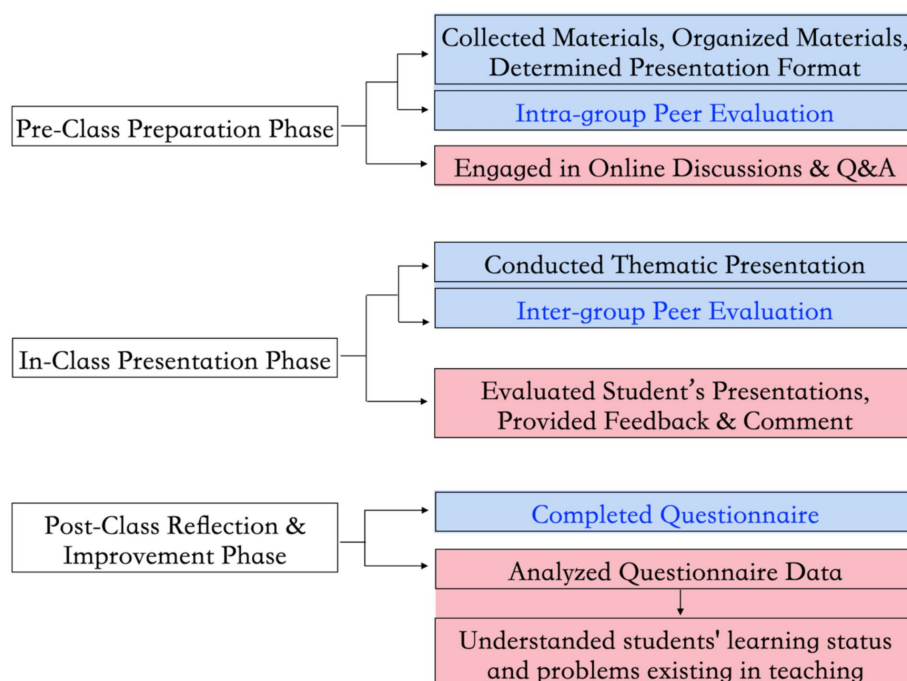 Collected Materials, Organized Materials,
Determined Presentation Format
Pre-Class Preparation Phase
Intra-group Peer Evaluation
Engaged in Online Discussions & Q&A
Conducted Thematic Presentation
Inter-group Peer Evaluation
In-Class Presentation Phase
Evaluated Student's Presentations,
Provided Feedback & Comment
Post-Class Reflection &
Improvement Phase
Completed Questionnaire
Analyzed Questionnaire Data
Understanded students' learning status
and problems existing in teaching